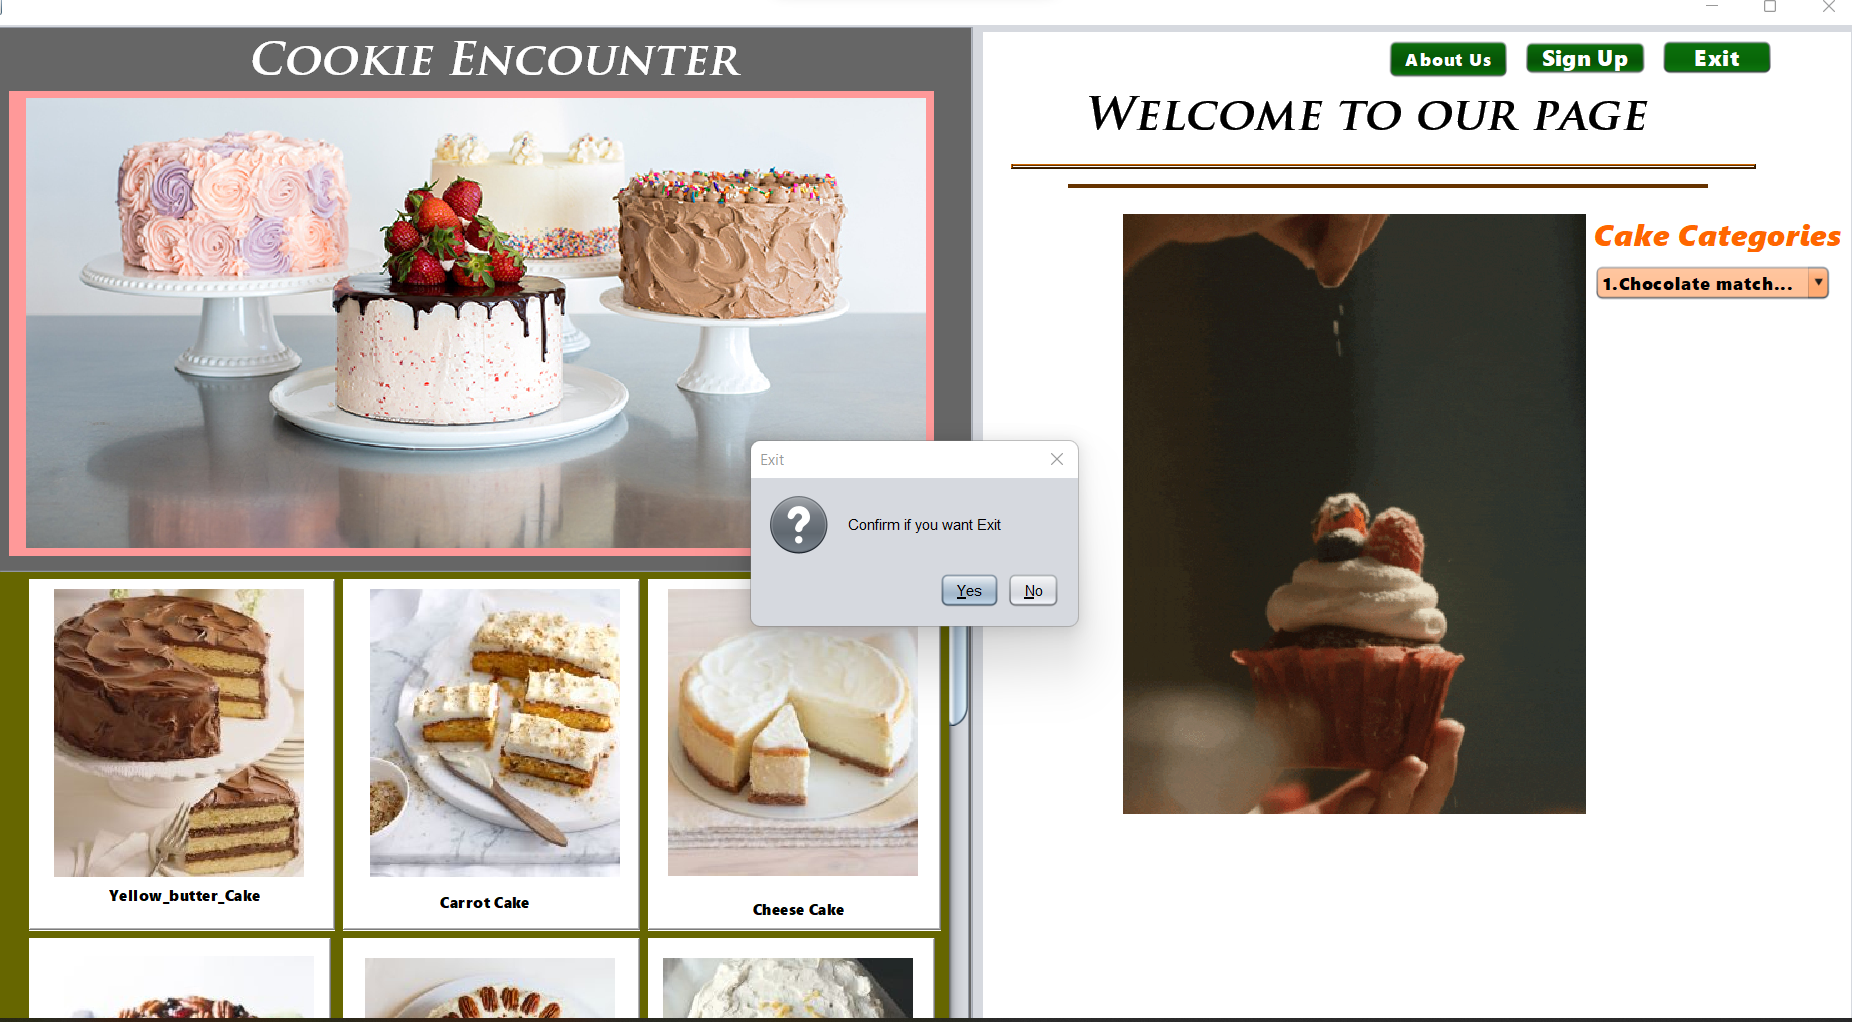 COOKIE ENCOUNTER
About Us
Sign Up
Exit
WELCOME TO OUR PAGE
Cake Categories
1.Chocolate match...
Exit
Confirm if you want Exit
Yes
No
Yellow_butter_Cake
Carrot Cake
Cheese Cake